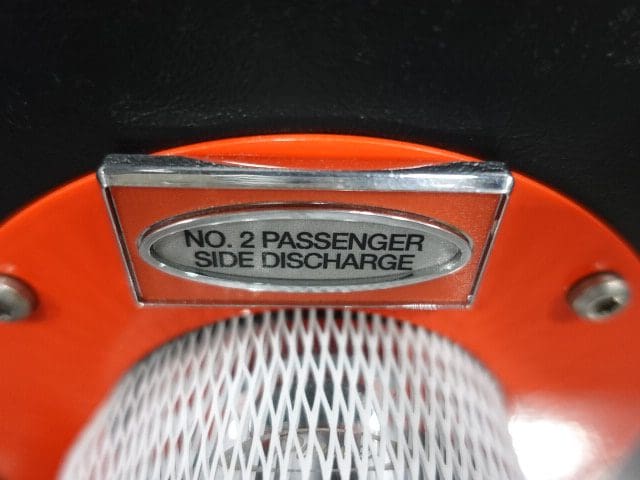 NO. 2 PASSENGER
SIDE DISCHARGE